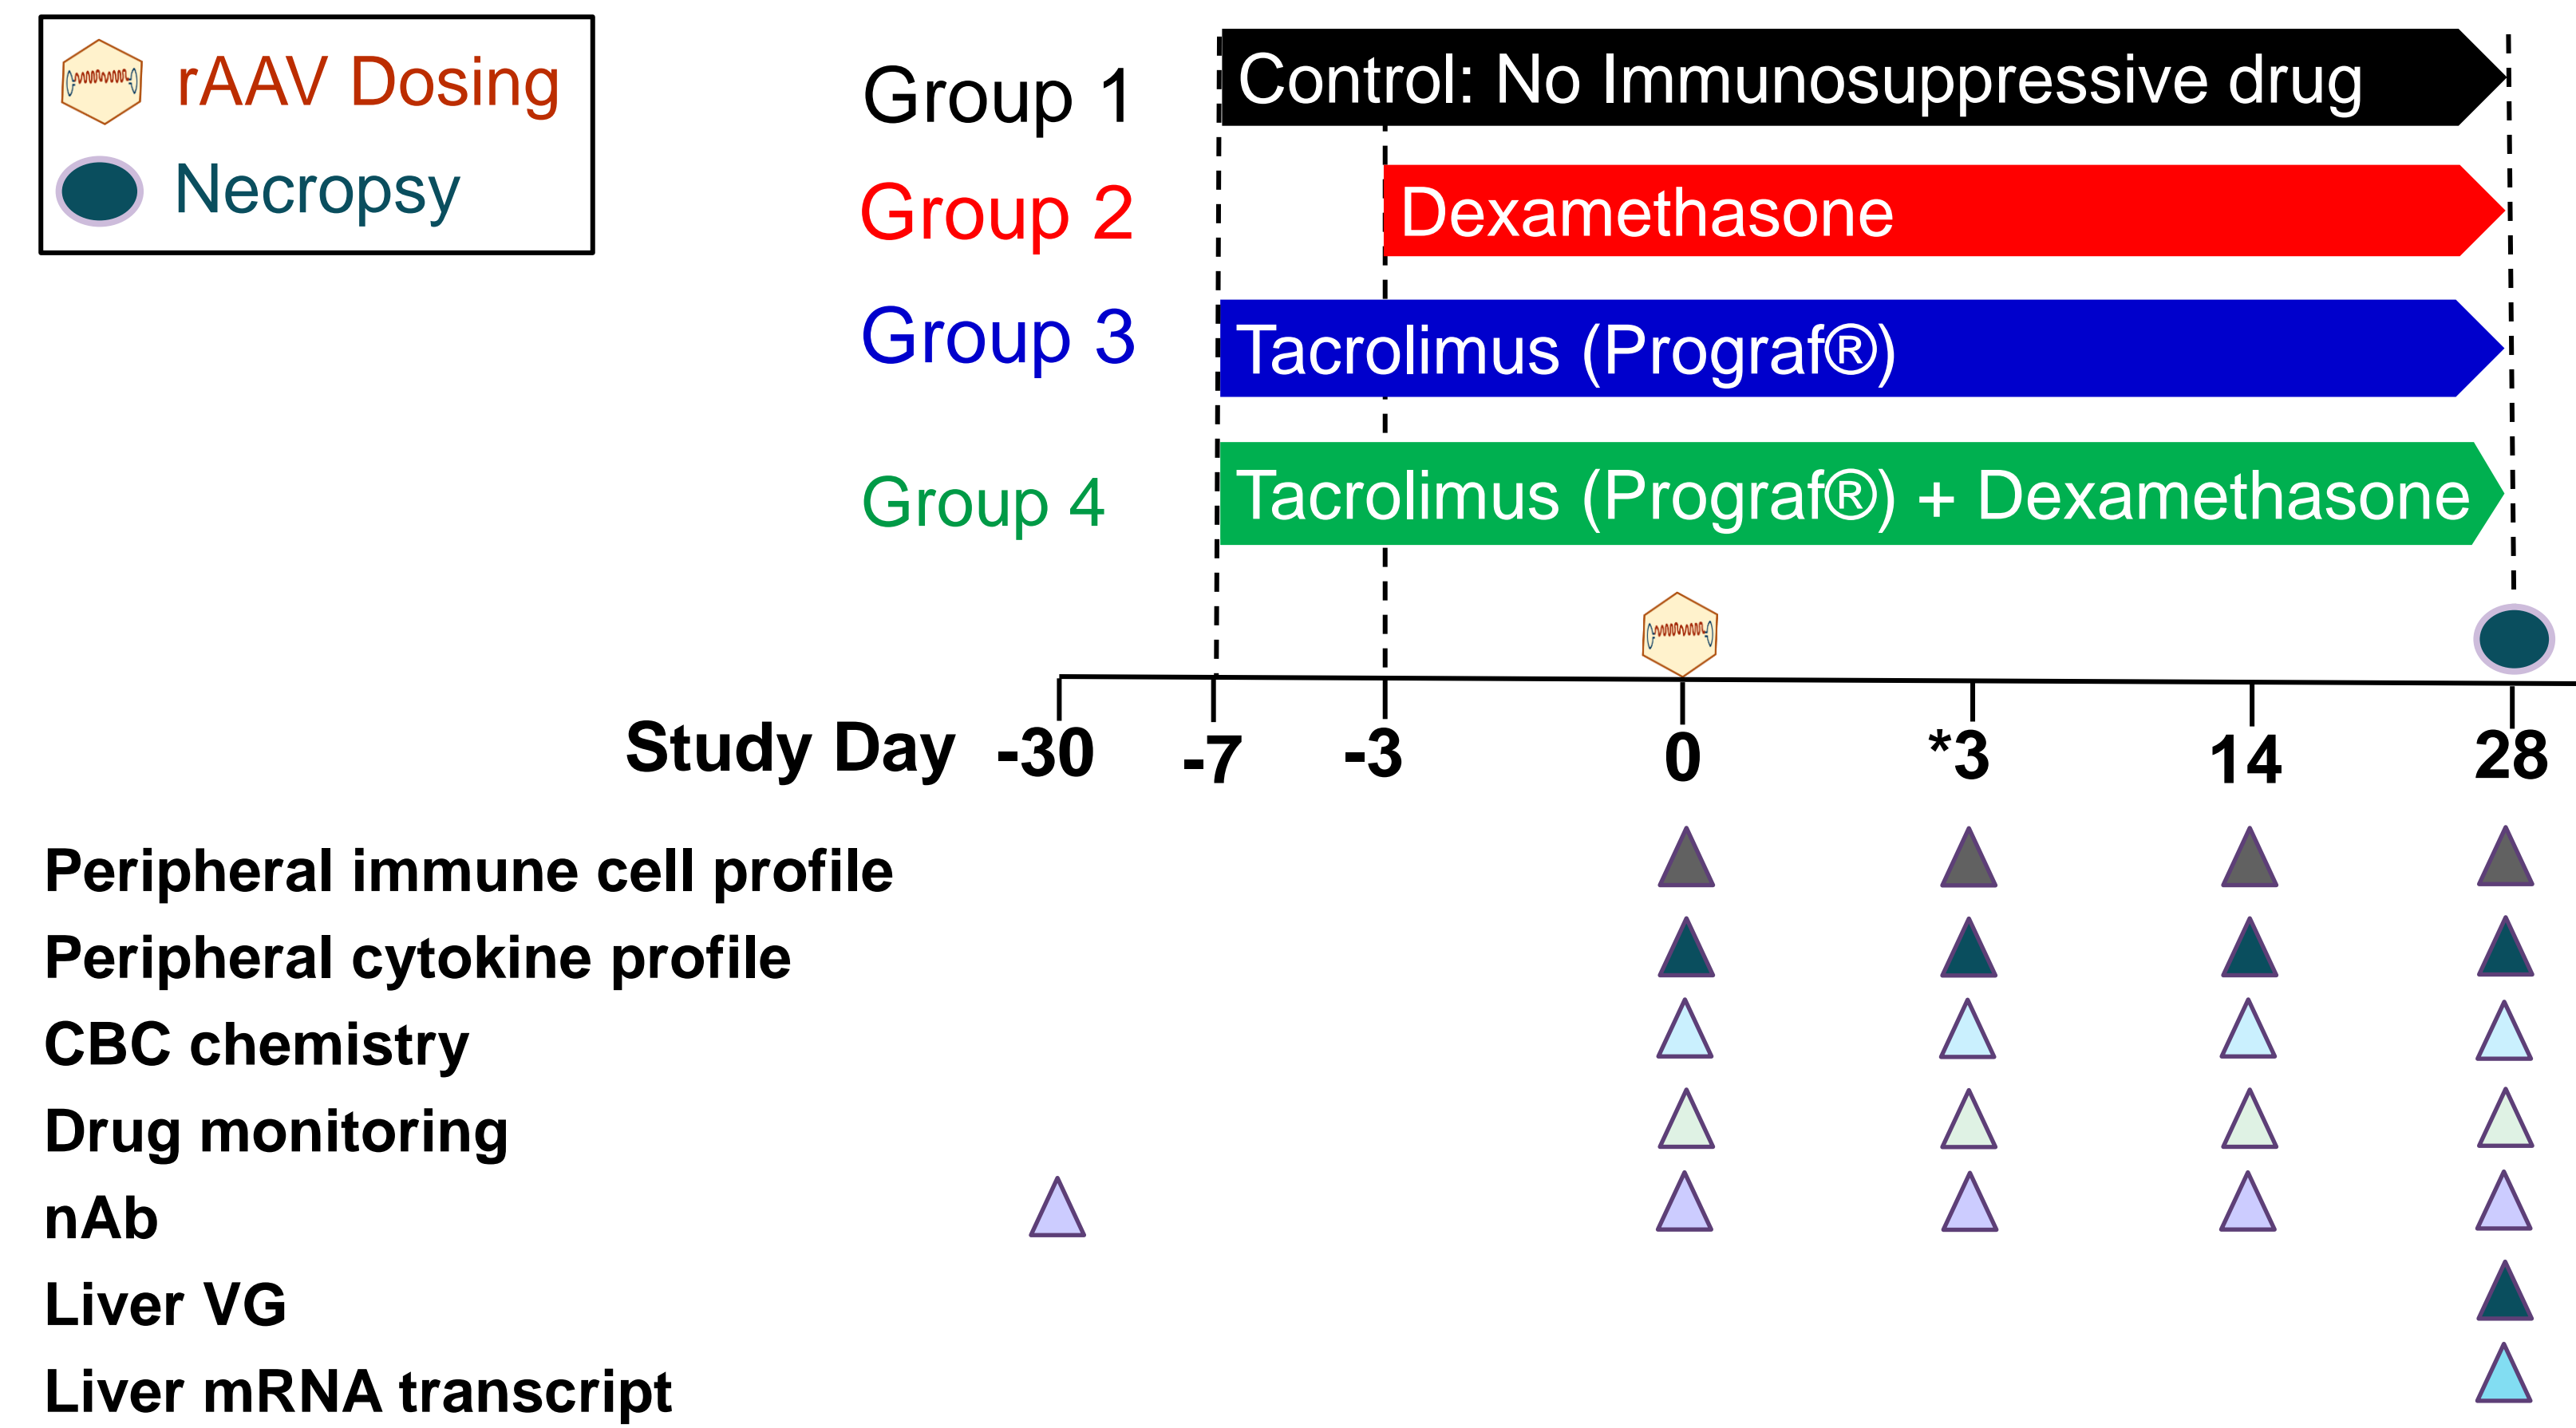 rAAV Dosing
Necropsy
Group 1
Control: No Immunosuppressive drug
Group 2
Dexamethasone
Group 3
Tacrolimus (Prograf®)
Group 4
Tacrolimus (Prograf®) + Dexamethasone
Study Day -30 -7 -3 0 *3 14 28
Peripheral immune cell profile
Peripheral cytokine profile
CBC chemistry
Drug monitoring
nAb
Liver VG
Liver mRNA transcript